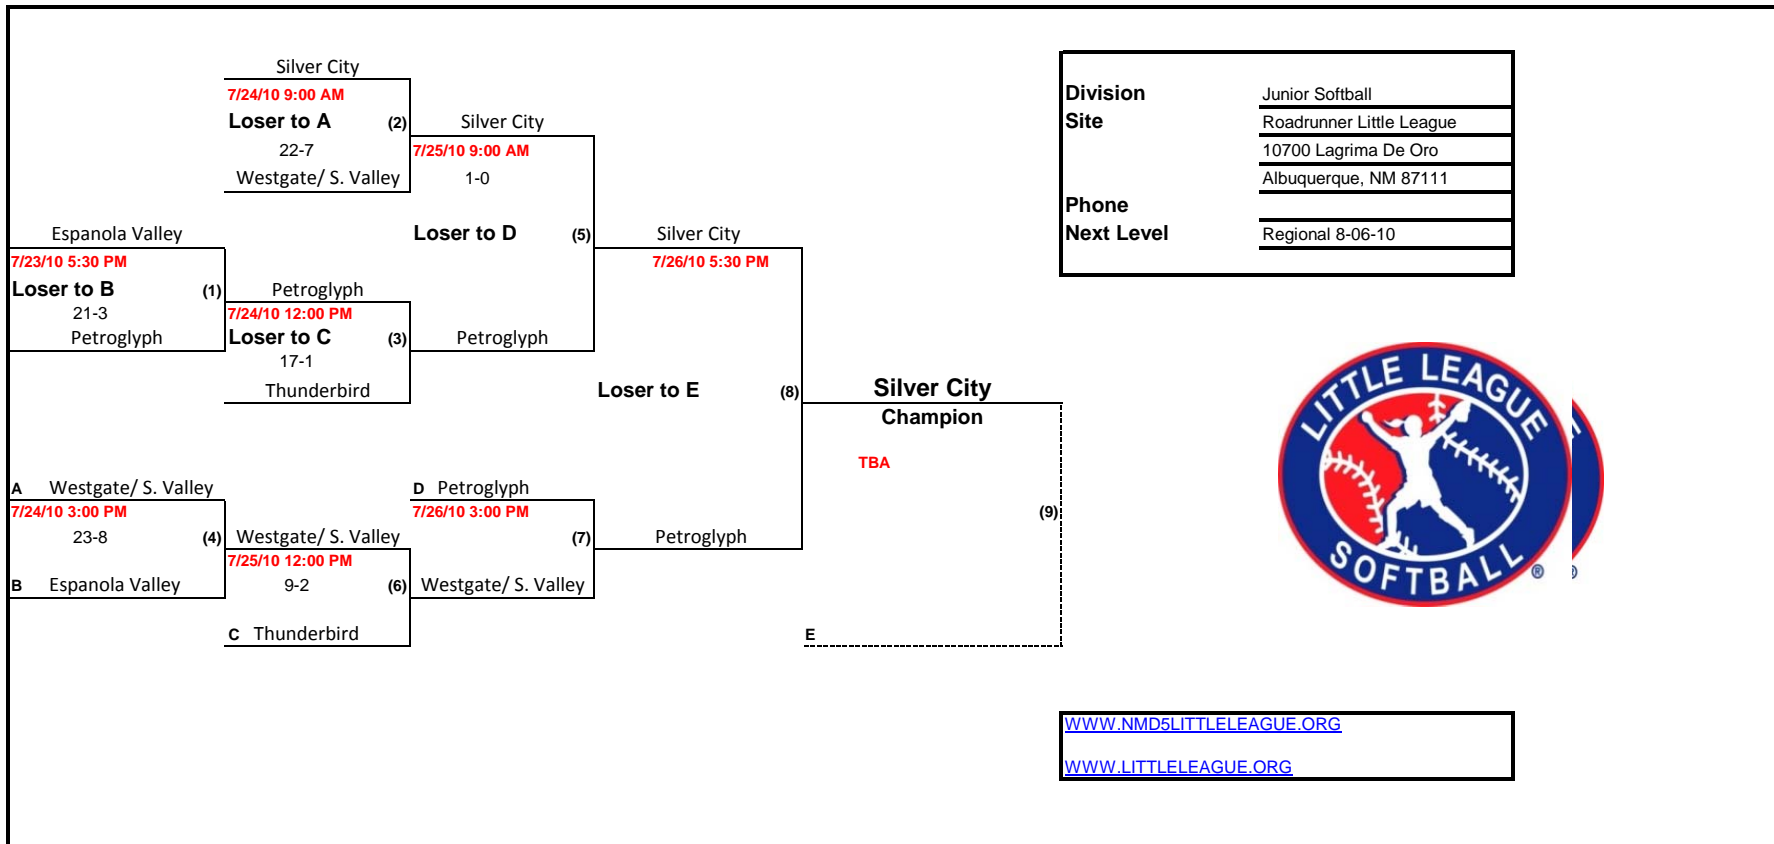 Silver City
7/24/10 9:00 AM
Loser to A (2) Silver City
22-7 7/25/10 9:00 AM
Westgate/ S. Valley 1-0
Espanola Valley Loser to D (5) Silver City
7/23/10 5:30 PM 7/26/10 5:30 PM
Loser to B (1) Petroglyph
21-3 7/24/10 12:00 PM
Petroglyph Loser to C (3) Petroglyph
17-1
Thunderbird Loser to E (8) Silver City
Champion
TBA
A Westgate/ S. Valley D Petroglyph
7/24/10 3:00 PM 7/26/10 3:00 PM (9)
23-8 (4) Westgate/ S. Valley (7) Petroglyph
7/25/10 12:00 PM
B Espanola Valley 9-2 (6) Westgate/ S. Valley
C Thunderbird E
Division Junior Softball
Site Roadrunner Little League
10700 Lagrima De Oro
Albuquerque, NM 87111
Phone
Next Level Regional 8-06-10
LITTLE LEAGUE
SOFTBALL ® ®
WWW.NMD5LITTLELEAGUE.ORG
WWW.LITTLELEAGUE.ORG